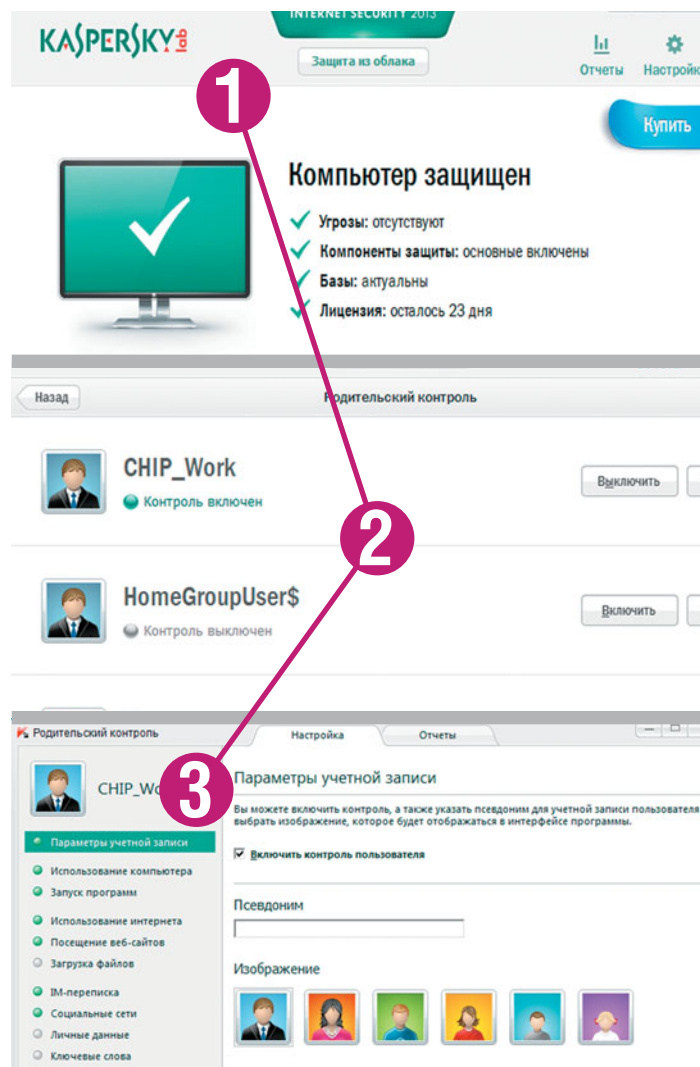 KASPERSKY lab
INTERNET SECURITY 2013
Защита из облака
Отчеты
Настройк
1
Купить
Компьютер защищен
Угрозы: отсутствуют
Компоненты защиты: основные включены
Базы: актуальны
Лицензия: осталось 23 дня
Назад
Родительский контроль
CHIP_Work
Контроль включен
Выключить
2
HomeGroupUser$
Контроль выключен
Включить
Родительский контроль
Настройка
Отчеты
3
CHIP_Wo
Параметры учетной записи
Вы можете включить контроль, а также указать псевдоним для учетной записи пользователя
выбрать изображение, которое будет отображаться в интерфейсе программы.
Параметры учетной записи
Включить контроль пользователя
Использование компьютера
Запуск программ
Псевдоним
Использование интернета
Посещение веб-сайтов
Загрузка файлов
Изображение
IM-переписка
Социальные сети
Личные данные
Ключевые слова